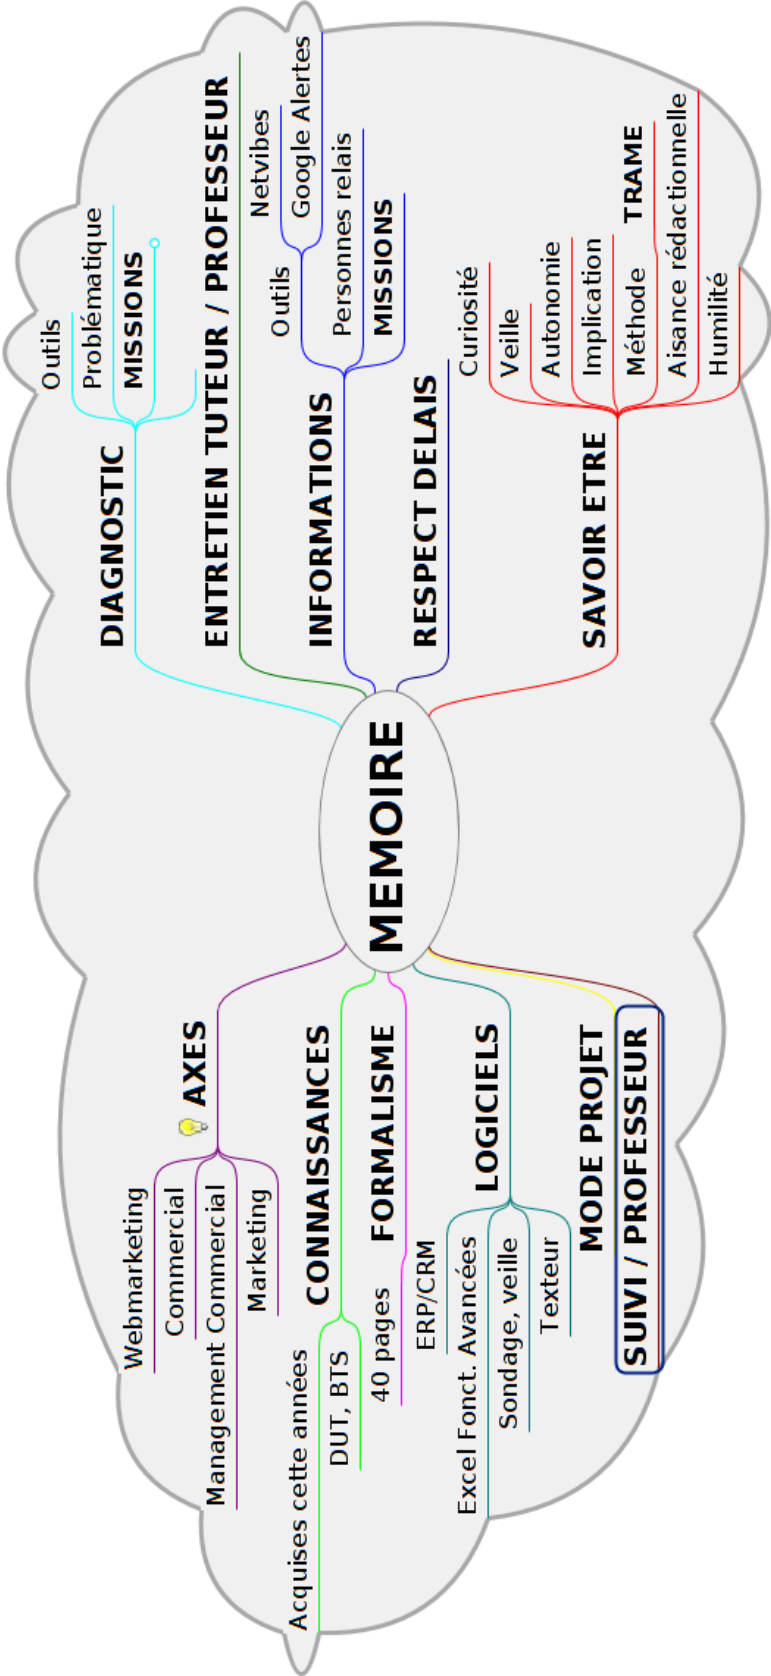 MEMOIRE
DIAGNOSTIC
Outils
Problématique
MISSIONS
ENTRETIEN TUTEUR / PROFESSEUR
INFORMATIONS
Outils
Netvibes
Google Alertes
Personnes relais
MISSIONS
RESPECT DELAIS
SAVOIR ETRE
Curiosité
Veille
Autonomie
Implication
Méthode
TRAME
Aisance rédactionnelle
Humilité
AXES
Webmarketing
Commercial
Management Commercial
Marketing
CONNAISSANCES
Acquises cette années
DUT, BTS
FORMALISME
40 pages
LOGICIELS
ERP/CRM
Excel Fonct. Avancées
Sondage, veille
Texteur
MODE PROJET
SUIVI / PROFESSEUR